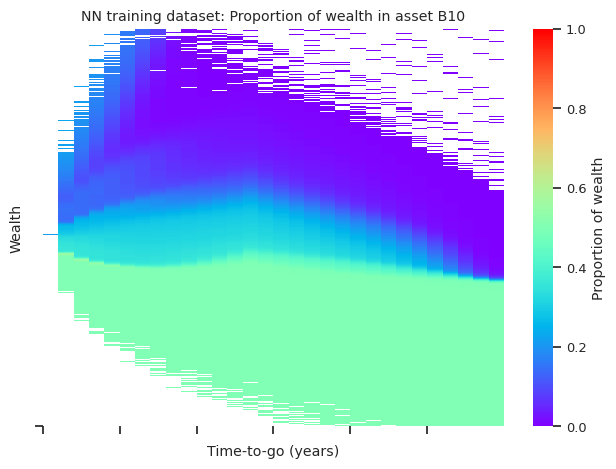 NN training dataset: Proportion of wealth in asset B10
Wealth
Time-to-go (years)
1.0
0.8
0.6
0.4
0.2
0.0
Proportion of wealth